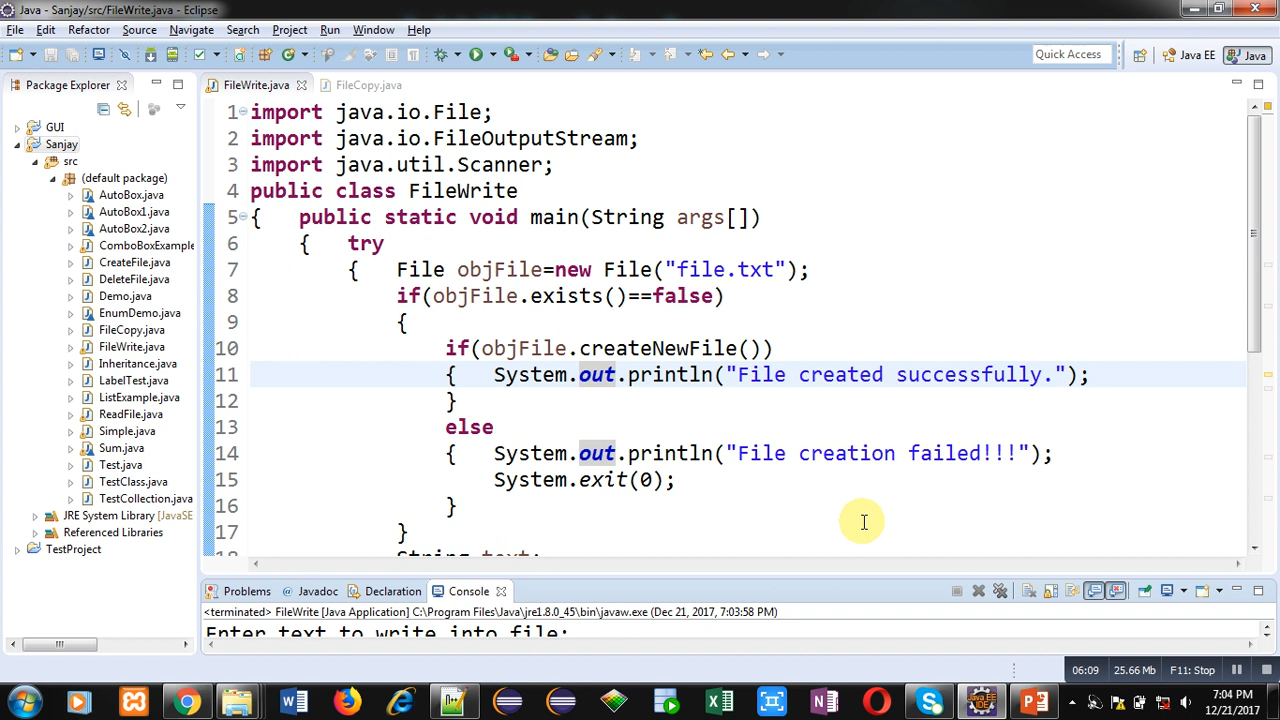 Java - Sanjay/src/FileWrite.java - Eclipse
File Edit Refactor Source Navigate Search Project Run Window Help
Quick Access Java EE Java
Package Explorer
GUI
Sanjay
src
(default package)
AutoBox.java
AutoBox1.java
AutoBox2.java
ComboBoxExample
CreateFile.java
DeleteFile.java
Demo.java
EnumDemo.java
FileCopy.java
FileWrite.java
Inheritance.java
LabelTest.java
ListExample.java
ReadFile.java
Simple.java
Sum.java
Test.java
TestClass.java
TestCollection.java
JRE System Library [JavaSE
Referenced Libraries
TestProject
FileWrite.java FileCopy.java
1 import java.io.File;
2 import java.io.FileOutputStream;
3 import java.util.Scanner;
4 public class FileWrite
5 { public static void main(String args[])
6 { try
7 { File objFile=new File("file.txt");
8 if(objFile.exists()==false)
9 {
10 if(objFile.createNewFile())
11 { System.out.println("File created successfully.");
12 }
13 else
14 { System.out.println("File creation failed!!!");
15 System.exit(0);
16 }
17 }
18 String text;
Problems Javadoc Declaration Console
<terminated> FileWrite [Java Application] C:\Program Files\Java\jre1.8.0_45\bin\javaw.exe (Dec 21, 2017, 7:03:58 PM)
Enter text to write into file:
06:09 25.66 Mb F11: Stop
7:04 PM
12/21/2017